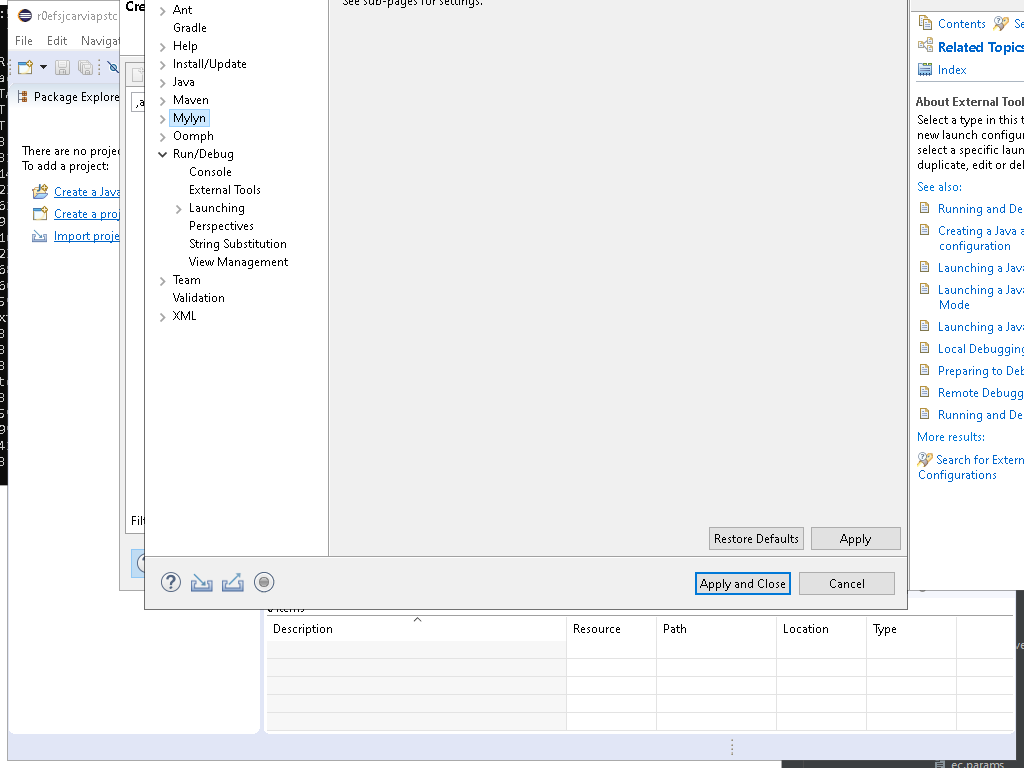 r0efsjcarviapstc
Cre
File Edit Navigat
Package Explore
There are no projec
To add a project:
Create a Java
Create a proj
Import proje
,a
Filt
See sub-pages for settings.
Ant
Gradle
Help
Install/Update
Java
Maven
Mylyn
Oomph
Run/Debug
Console
External Tools
Launching
Perspectives
String Substitution
View Management
Team
Validation
XML
Restore Defaults Apply
Apply and Close Cancel
Contents Se
Related Topics
Index
About External Tool
Select a type in this t
new launch configur
select a specific laun
duplicate, edit or del
See also:
Running and De
Creating a Java a
configuration
Launching a Java
Launching a Java
Mode
Launching a Java
Local Debugging
Preparing to Deb
Remote Debugg
Running and De
More results:
Search for Extern
Configurations
Description Resource Path Location Type
ec.params